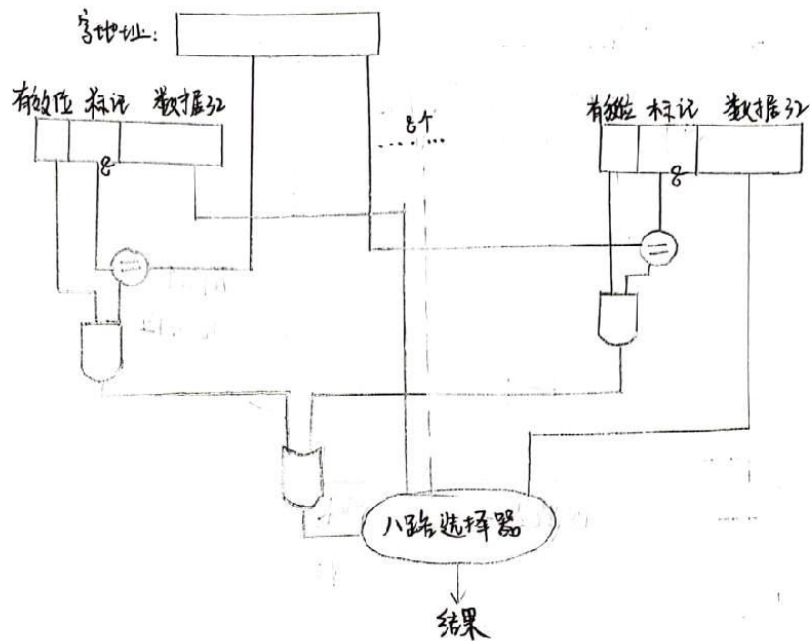 字地址:
有效位 标记 数据32
8个
有效位 标记 数据32
8
8
=
=
八路选择器
结果